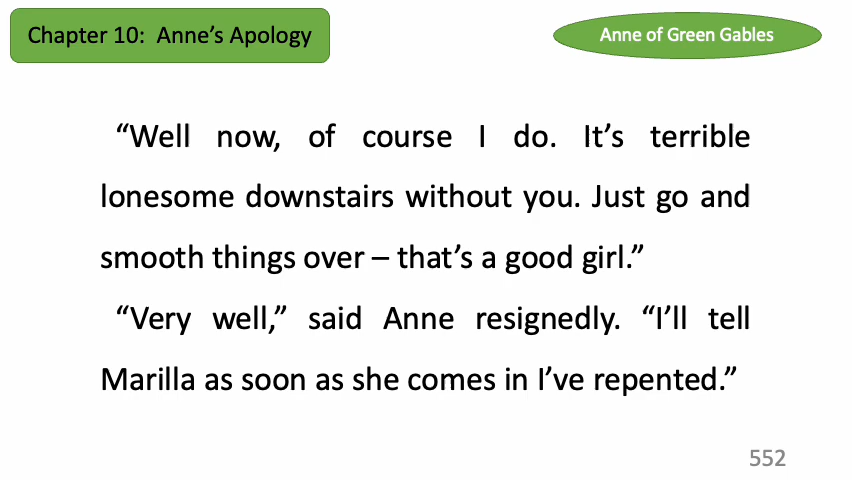 Chapter 10: Anne’s Apology
Anne of Green Gables
“Well now, of course I do. It’s terrible
lonesome downstairs without you. Just go and
smooth things over – that’s a good girl.”
“Very well,” said Anne resignedly. “I’ll tell
Marilla as soon as she comes in I’ve repented.”
552